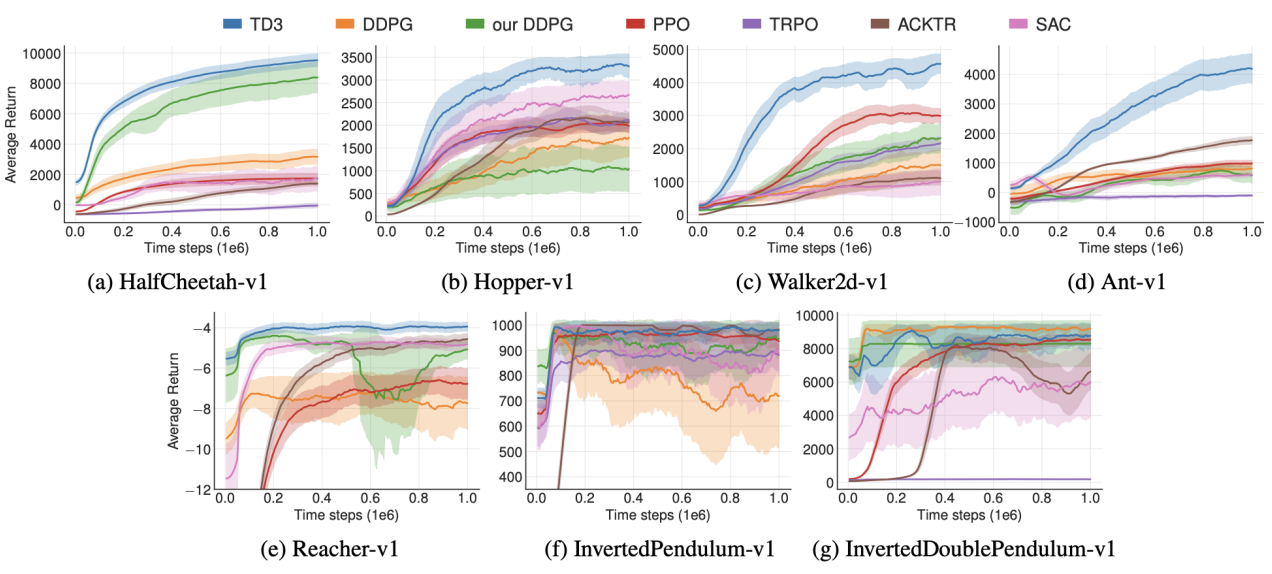 TD3 DDPG our DDPG PPO TRPO ACKTR SAC
Average Return
10000
8000
6000
4000
2000
0
0.0 0.2 0.4 0.6 0.8 1.0
Time steps (1e6)
(a) HalfCheetah-v1
3500
3000
2500
2000
1500
1000
500
0
0.0 0.2 0.4 0.6 0.8 1.0
Time steps (1e6)
(b) Hopper-v1
5000
4000
3000
2000
1000
0
0.0 0.2 0.4 0.6 0.8 1.0
Time steps (1e6)
(c) Walker2d-v1
4000
3000
2000
1000
0
−1000
0.0 0.2 0.4 0.6 0.8 1.0
Time steps (1e6)
(d) Ant-v1
Average Return
−4
−6
−8
−10
−12
0.0 0.2 0.4 0.6 0.8 1.0
Time steps (1e6)
(e) Reacher-v1
1000
900
800
700
600
500
400
0.0 0.2 0.4 0.6 0.8 1.0
Time steps (1e6)
(f) InvertedPendulum-v1
10000
8000
6000
4000
2000
0
0.0 0.2 0.4 0.6 0.8 1.0
Time steps (1e6)
(g) InvertedDoublePendulum-v1